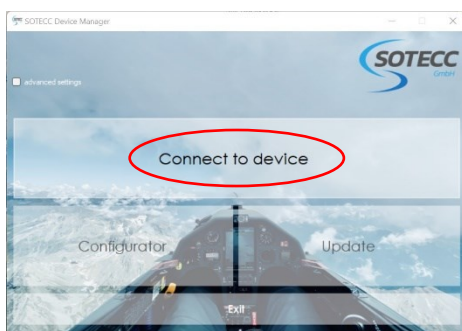 SOTECC Device Manager
SOTECC
GmbH
advanced settings
Connect to device
Configurator
Update
Exit